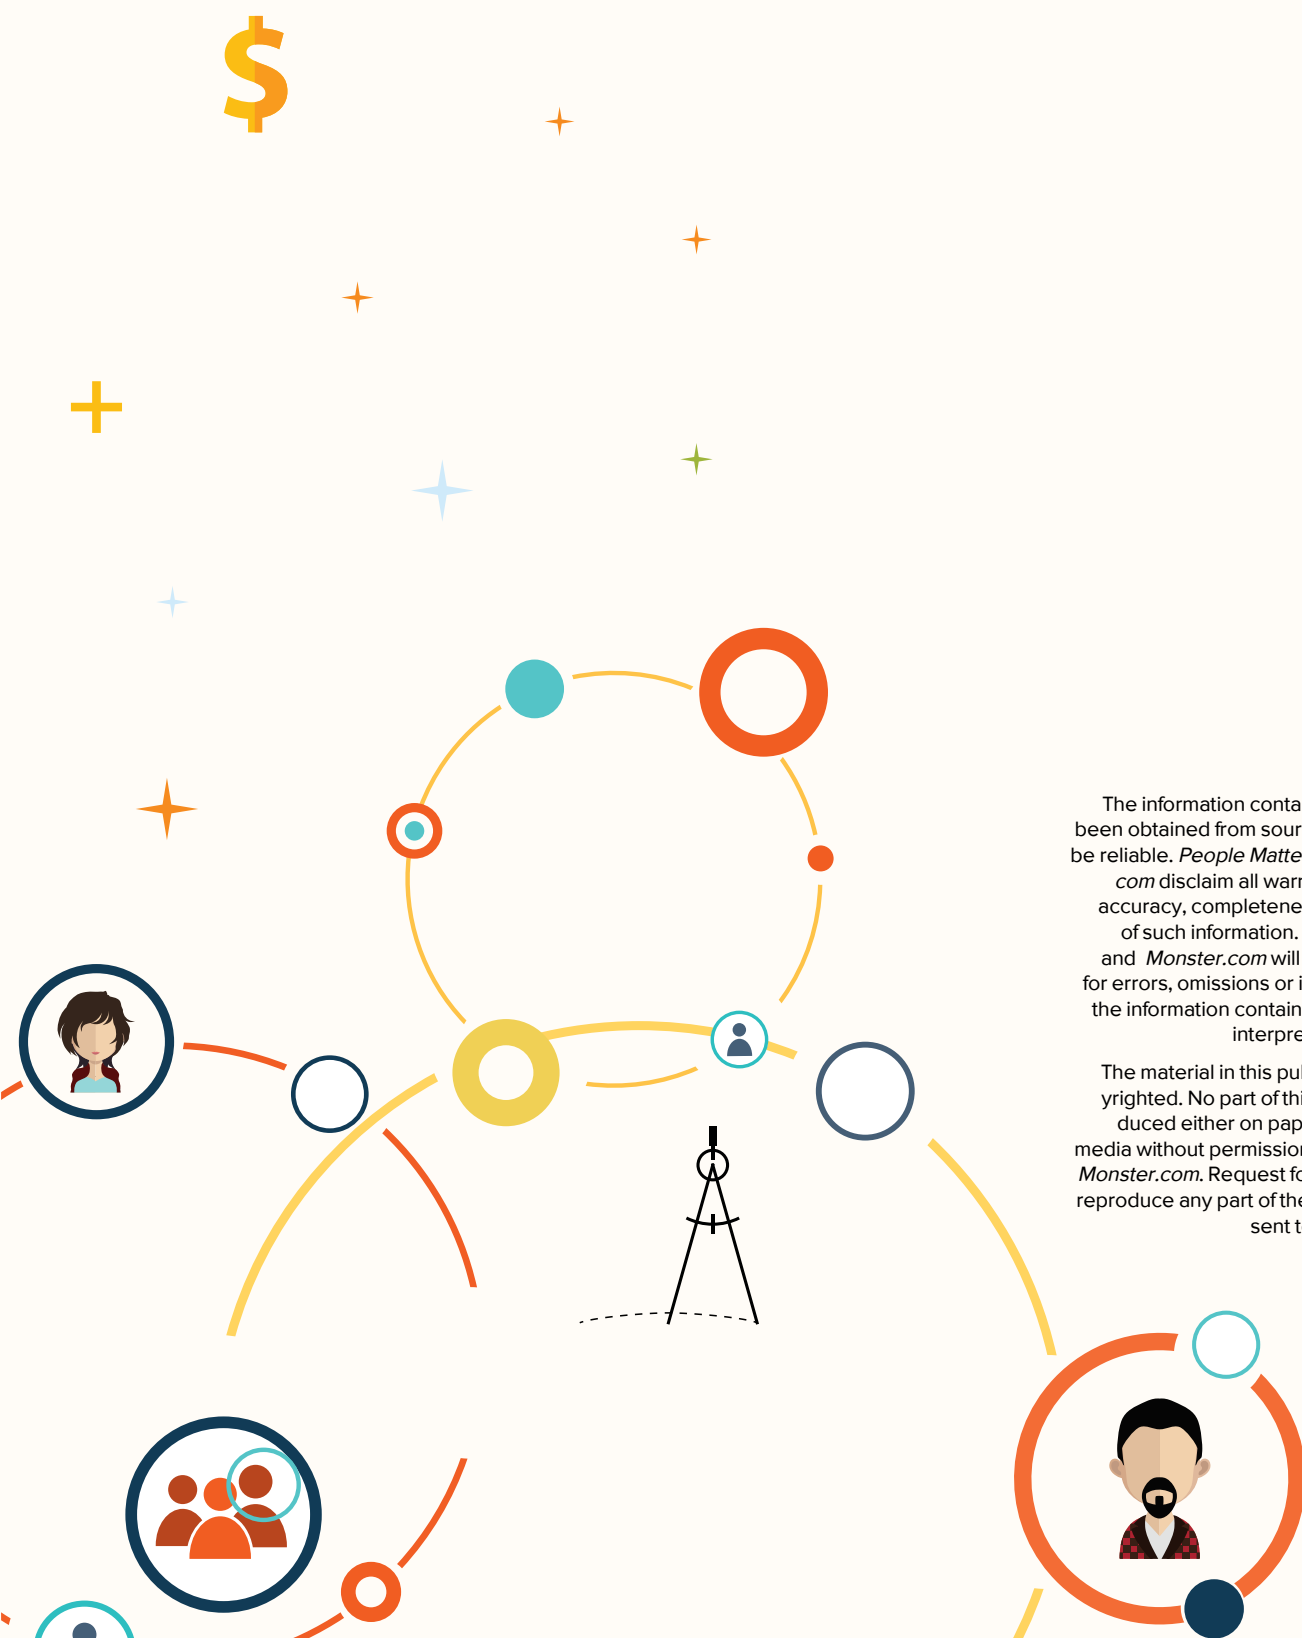 $
The information conta
been obtained from sour
be reliable. People Matte
com disclaim all warr
accuracy, completene
of such information.
and Monster.com will
for errors, omissions or i
the information contain
interpre
The material in this pul
yrighted. No part of thi
duced either on pap
media without permission
Monster.com. Request fo
reproduce any part of the
sent t